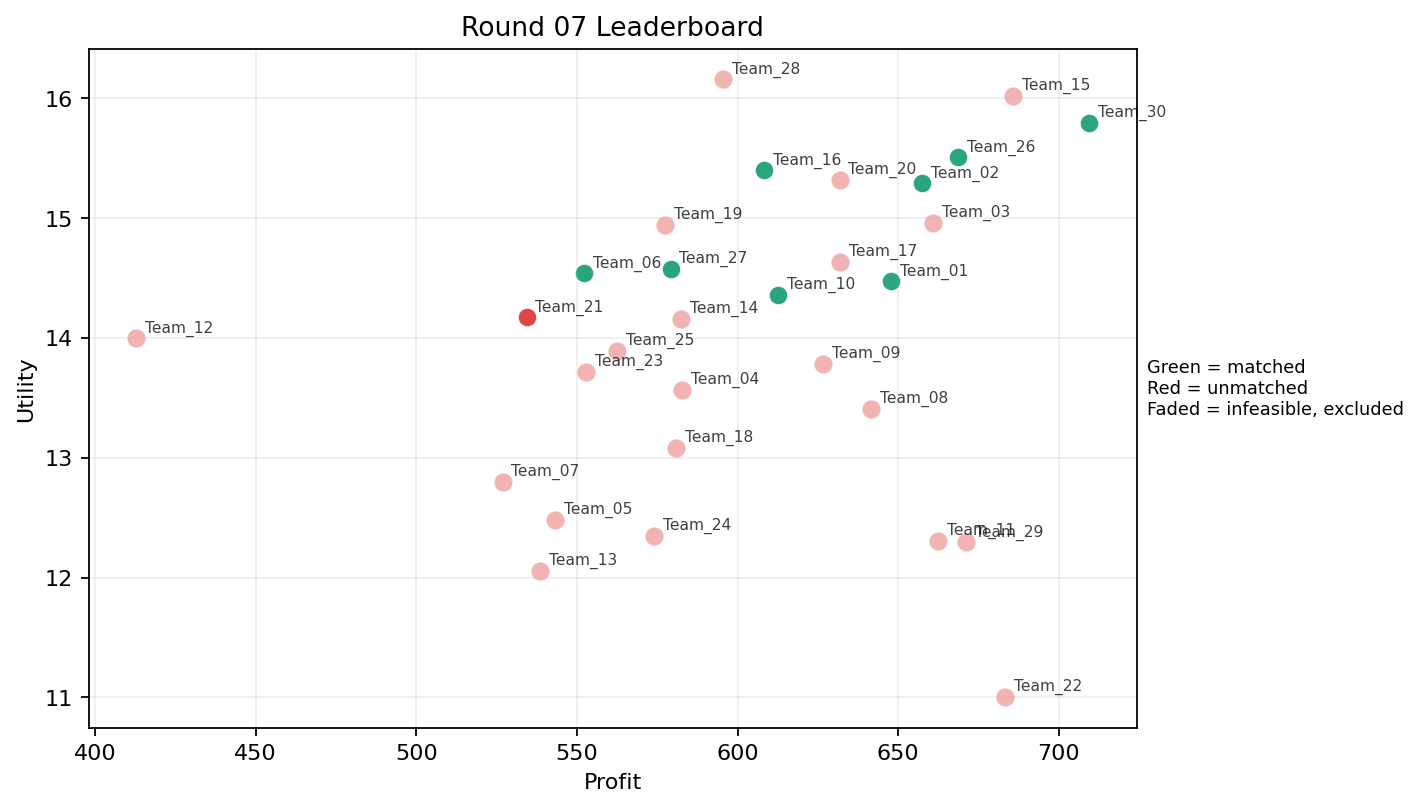 Round 07 Leaderboard
Team_28
Team_15
Team_30
Team_26
Team_16
Team_20
Team_02
Team_19
Team_03
Team_17
Team_06
Team_27
Team_01
Team_10
Team_21
Team_14
Team_12
Team_25
Team_23
Team_09
Team_04
Team_08
Team_18
Team_07
Team_05
Team_24
Team_11
Team_29
Team_13
Team_22
16
15
14
13
12
11
Utility
400 450 500 550 600 650 700
Profit
Green = matched
Red = unmatched
Faded = infeasible, excluded